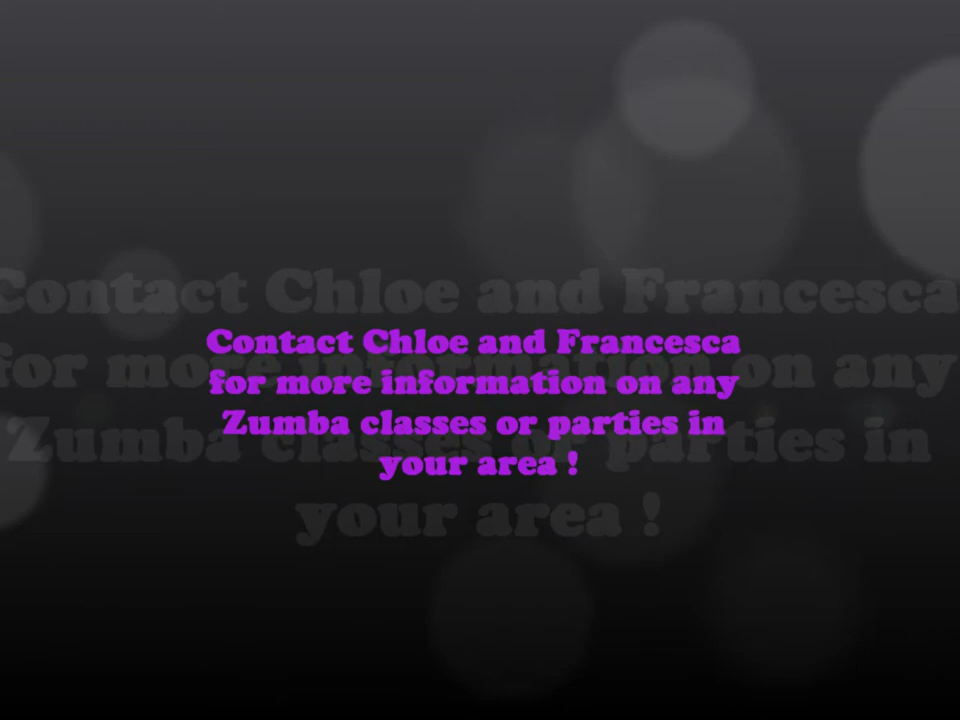 Contact Chloe and Francesca
for more information on any
Zumba classes or parties in
your area !